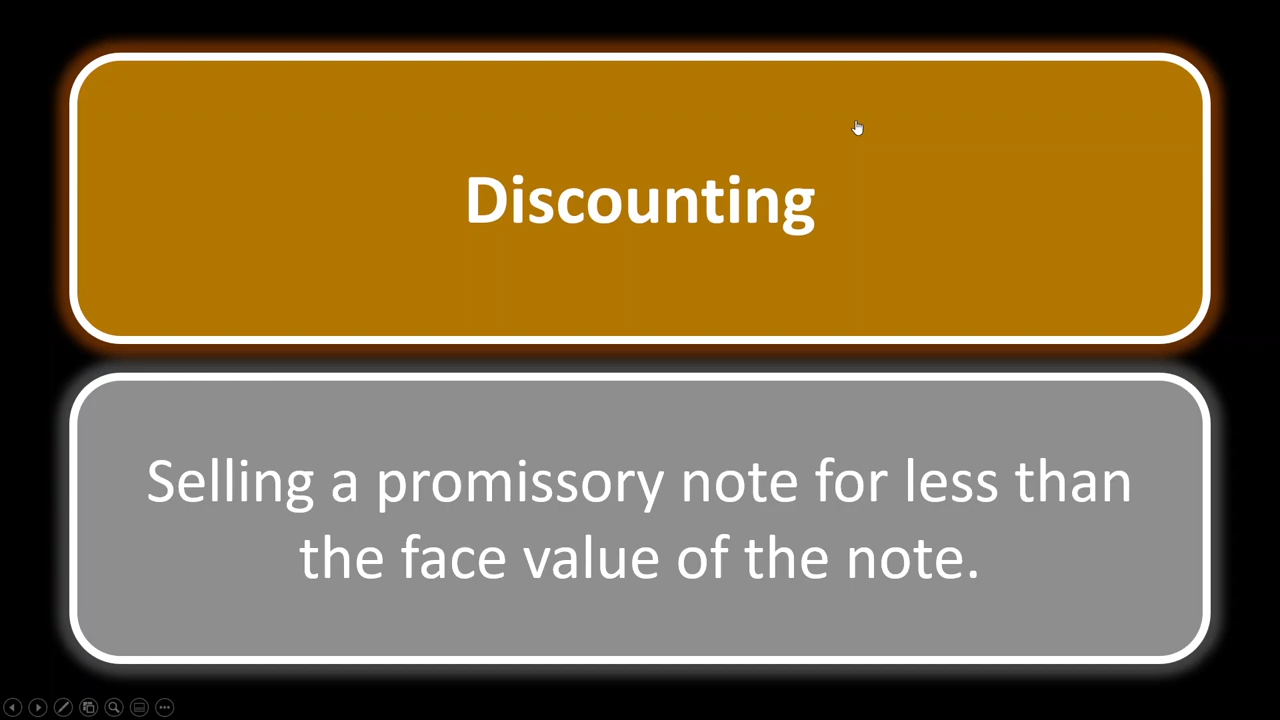 Discounting
Selling a promissory note for less than
the face value of the note.